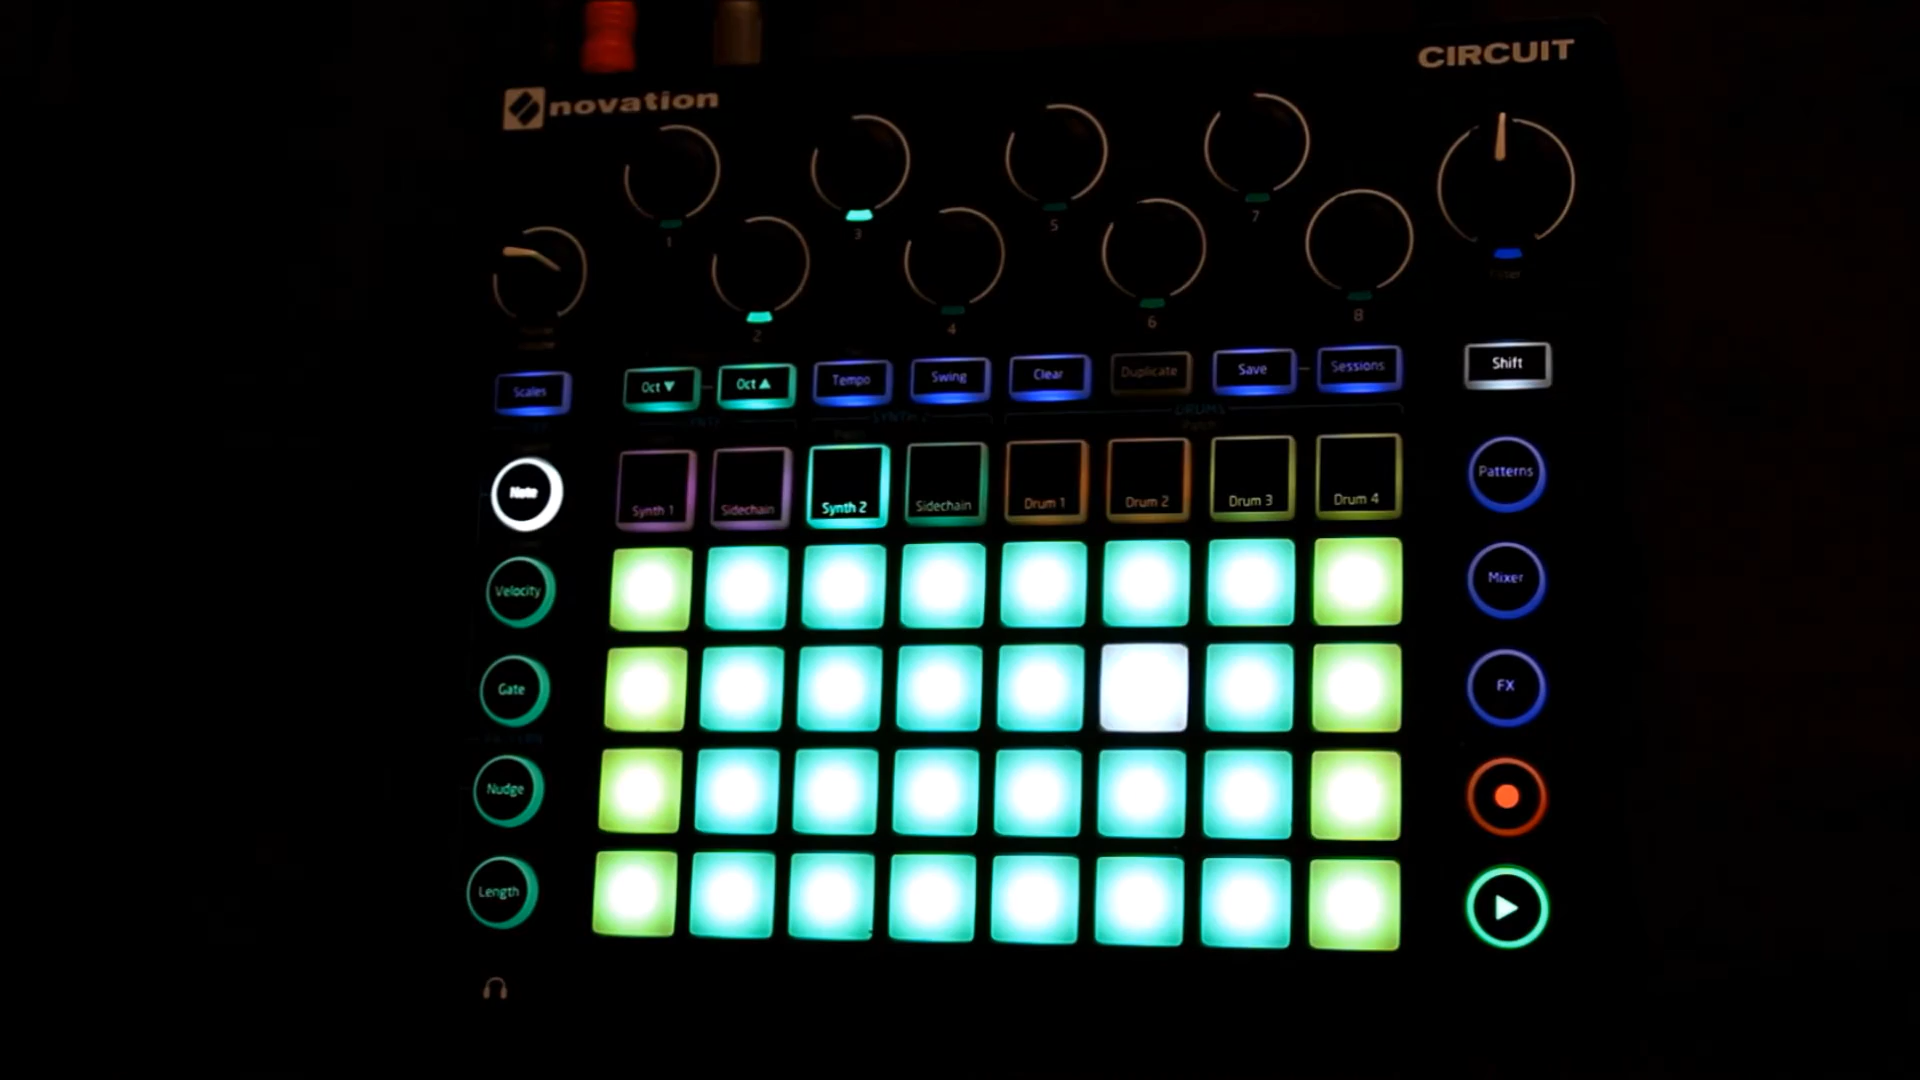 CIRCUIT
novation
1
3
5
7
2
4
6
8
Scales
Oct ▼
Oct ▲
Tempo
Swing
Clear
Duplicate
Save
Sessions
Shift
DRUMS
Note
Synth 1
Sidechain
Synth 2
Sidechain
Drum 1
Drum 2
Drum 3
Drum 4
Patterns
Velocity
Mixer
Gate
FX
Nudge
Length